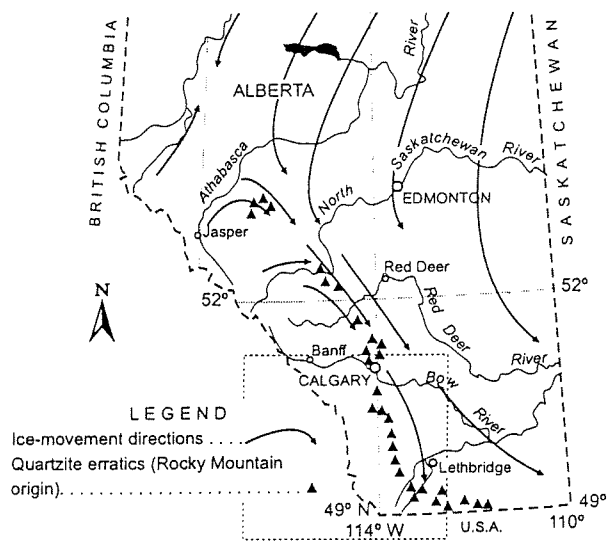 River
ALBERTA
BRITISH COLUMBIA
SASKATCHEWAN
Athabasca
North
Saskatchewan
River
EDMONTON
Jasper
Red Deer
N
52°
52°
Red
Deer
River
Banff
CALGARY
Bow
River
LEGEND
Ice-movement directions . . . . .
Quartzite erratics (Rocky Mountain
origin). . . . . . . . . . . . . . . . . . . . . . . . .
Lethbridge
49° N
114° W
U.S.A.
49°
110°